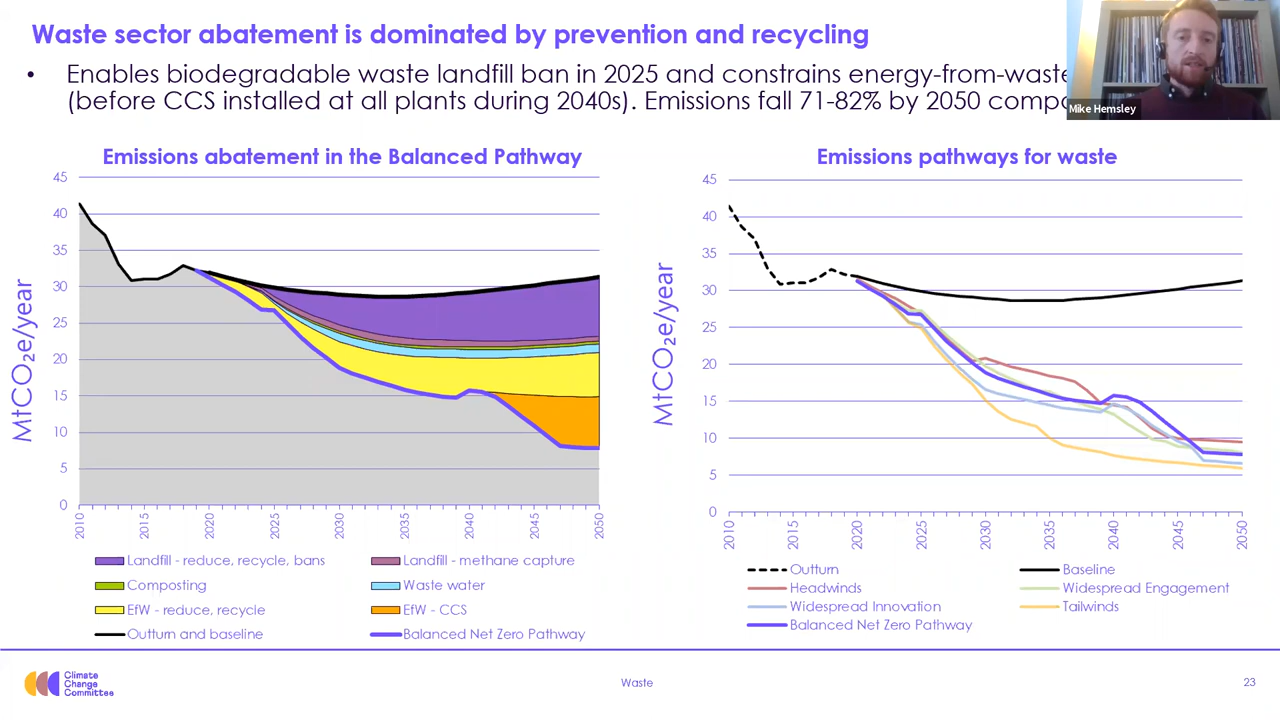 Waste sector abatement is dominated by prevention and recycling
• Enables biodegradable waste landfill ban in 2025 and constrains energy-from-waste
(before CCS installed at all plants during 2040s). Emissions fall 71-82% by 2050
Mike Hemsley
Emissions abatement in the Balanced Pathway
MtCO₂e/year
45
40
35
30
25
20
15
10
5
0
2010
2015
2020
2025
2030
2035
2040
2045
2050
Landfill - reduce, recycle, bans
Landfill - methane capture
Composting
Waste water
EfW - reduce, recycle
EfW - CCS
Outturn and baseline
Balanced Net Zero Pathway
Emissions pathways for waste
MtCO₂e/year
45
40
35
30
25
20
15
10
5
0
2010
2015
2020
2025
2030
2035
2040
2045
2050
Outturn
Baseline
Headwinds
Widespread Engagement
Widespread Innovation
Tailwinds
Balanced Net Zero Pathway
Climate
Change
Committee
Waste
23